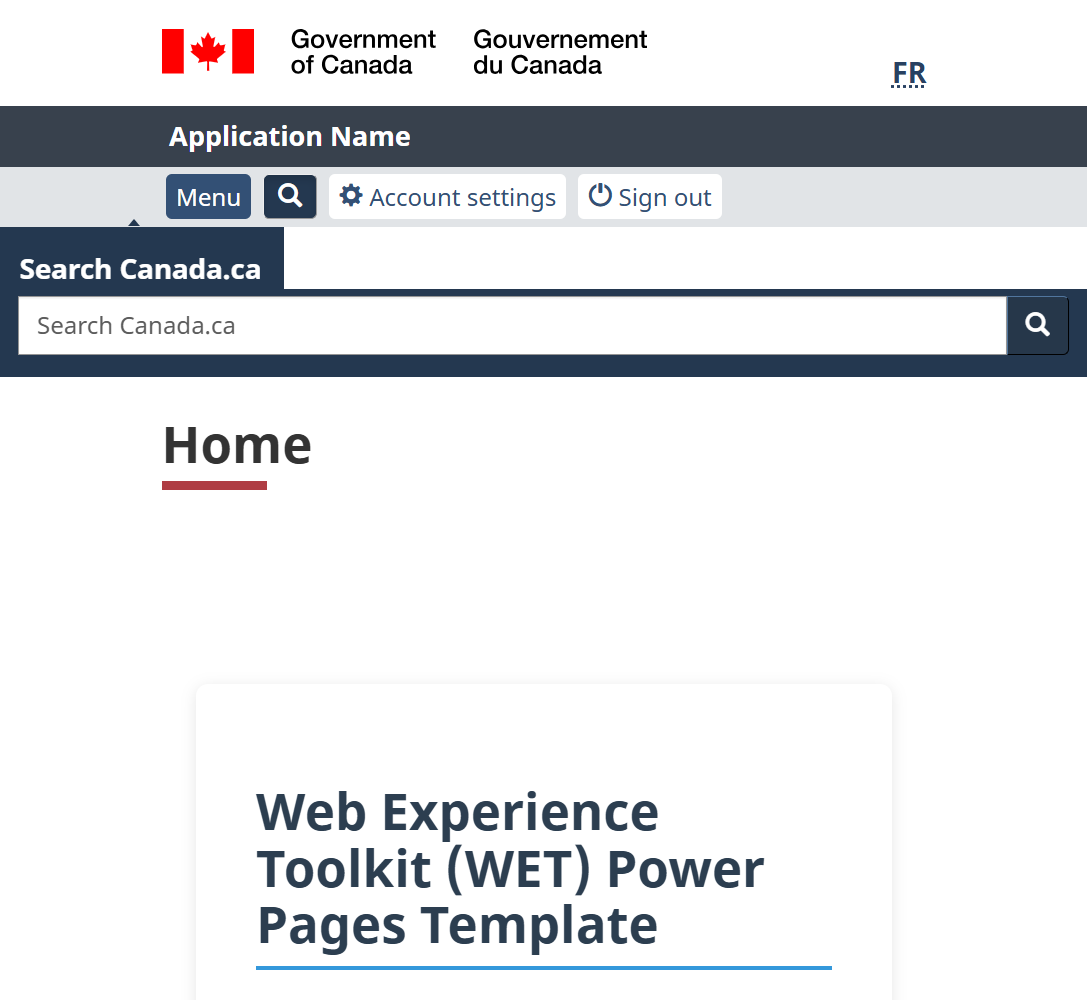 Government Gouvernement
of Canada du Canada
FR
Application Name
Menu Account settings Sign out
Search Canada.ca
Search Canada.ca
Home
Web Experience
Toolkit (WET) Power
Pages Template